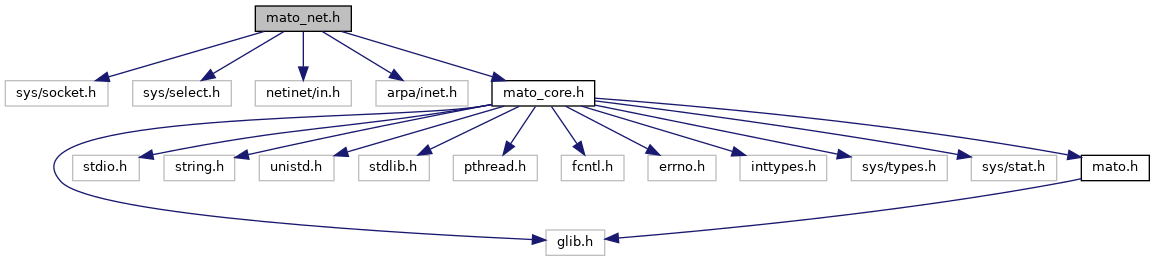 mato_net.h
sys/socket.h
sys/select.h
netinet/in.h
arpa/inet.h
mato_core.h
stdio.h
string.h
unistd.h
stdlib.h
pthread.h
fcntl.h
errno.h
inttypes.h
sys/types.h
sys/stat.h
mato.h
glib.h